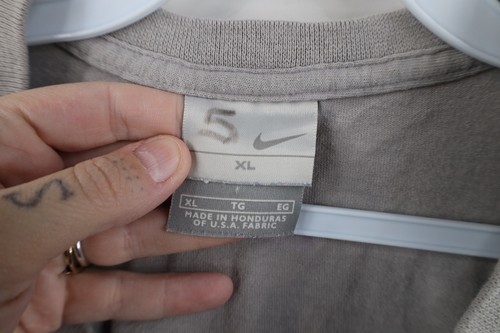 5
XL
XL TG EG
MADE IN HONDURAS
OF U.S.A. FABRIC